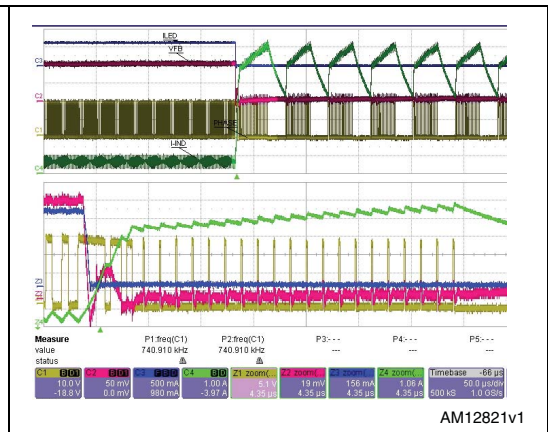 ILED
VFB
C3
C2
C1
PHASE
I-IND
C4
Measure P1:freq(C1) P2:freq(C1) P3:- - - P4:- - - P5:- - -
value 740.910 kHz 740.910 kHz --- --- ---
status
C1 C2 C3 C4 Z1 zoom(... Z2 zoom(... Z3 zoom(... Z4 zoom(... Timebase -66 µs
10.0 V 50 mV 500 mA 1.00 A 5.1 V 19 mV 156 mA 1.06 A 50.0 µs/div
-18.8 V 0.0 mV 980 mA -3.97 A 4.35 µs 4.35 µs 4.35 µs 4.35 µs 500 kS 1.0 GS/s
AM12821v1